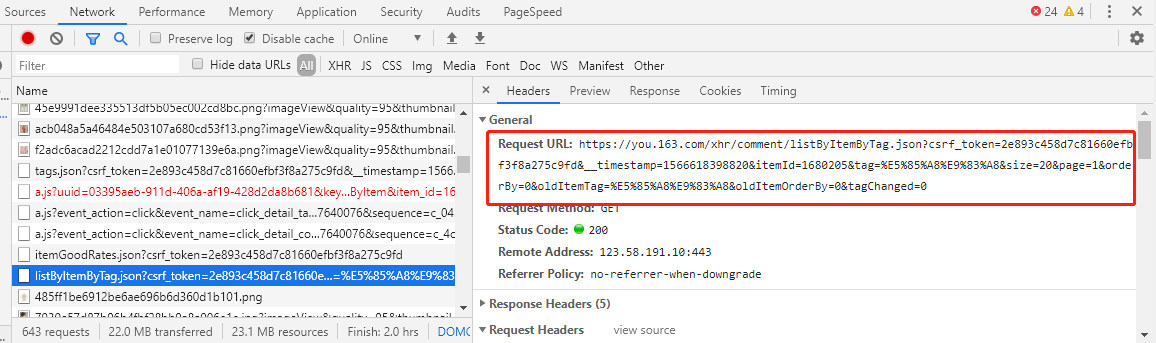 Sources Network Performance Memory Application Security Audits PageSpeed 24 4
Preserve log Disable cache Online
Filter Hide data URLs All XHR JS CSS Img Media Font Doc WS Manifest Other
Name
45e9991dee335513df5b05ec002cd8bc.png?imageView&quality=95&thumbnail...
acb048a5a46484e503107a680cd53f13.png?imageView&quality=95&thumbnail...
f2adc6acad2212cdd7a1e01077139e6a.png?imageView&quality=95&thumbnail...
tags.json?csrf_token=2e893c458d7c81660efbf3f8a275c9fd&__timestamp=1566...
a.js?uuid=03395aeb-911d-406a-af19-428d2da8b681&key...ByItem&item_id=16
a.js?event_action=click&event_name=click_detail_ta...7640076&sequence=c_04...
a.js?event_action=click&event_name=click_detail_co...7640076&sequence=c_4c...
itemGoodRates.json?csrf_token=2e893c458d7c81660efbf3f8a275c9fd
listByItemByTag.json?csrf_token=2e893c458d7c81660e...=%E5%85%A8%E9%83
485ff1be6912be6ae696b6d360d1b101.png
643 requests 22.0 MB transferred 23.1 MB resources Finish: 2.0 hrs DOMC
Headers Preview Response Cookies Timing
General
Request URL: https://you.163.com/xhr/comment/listByItemByTag.json?csrf_token=2e893c458d7c81660efb
f3f8a275c9fd&__timestamp=1566618398820&itemId=1680205&tag=%E5%85%A8%E9%83%A8&size=20&page=1&orde
rBy=0&oldItemTag=%E5%85%A8%E9%83%A8&oldItemOrderBy=0&tagChanged=0
Request Method: GET
Status Code: 200
Remote Address: 123.58.191.10:443
Referrer Policy: no-referrer-when-downgrade
Response Headers (5)
Request Headers view source